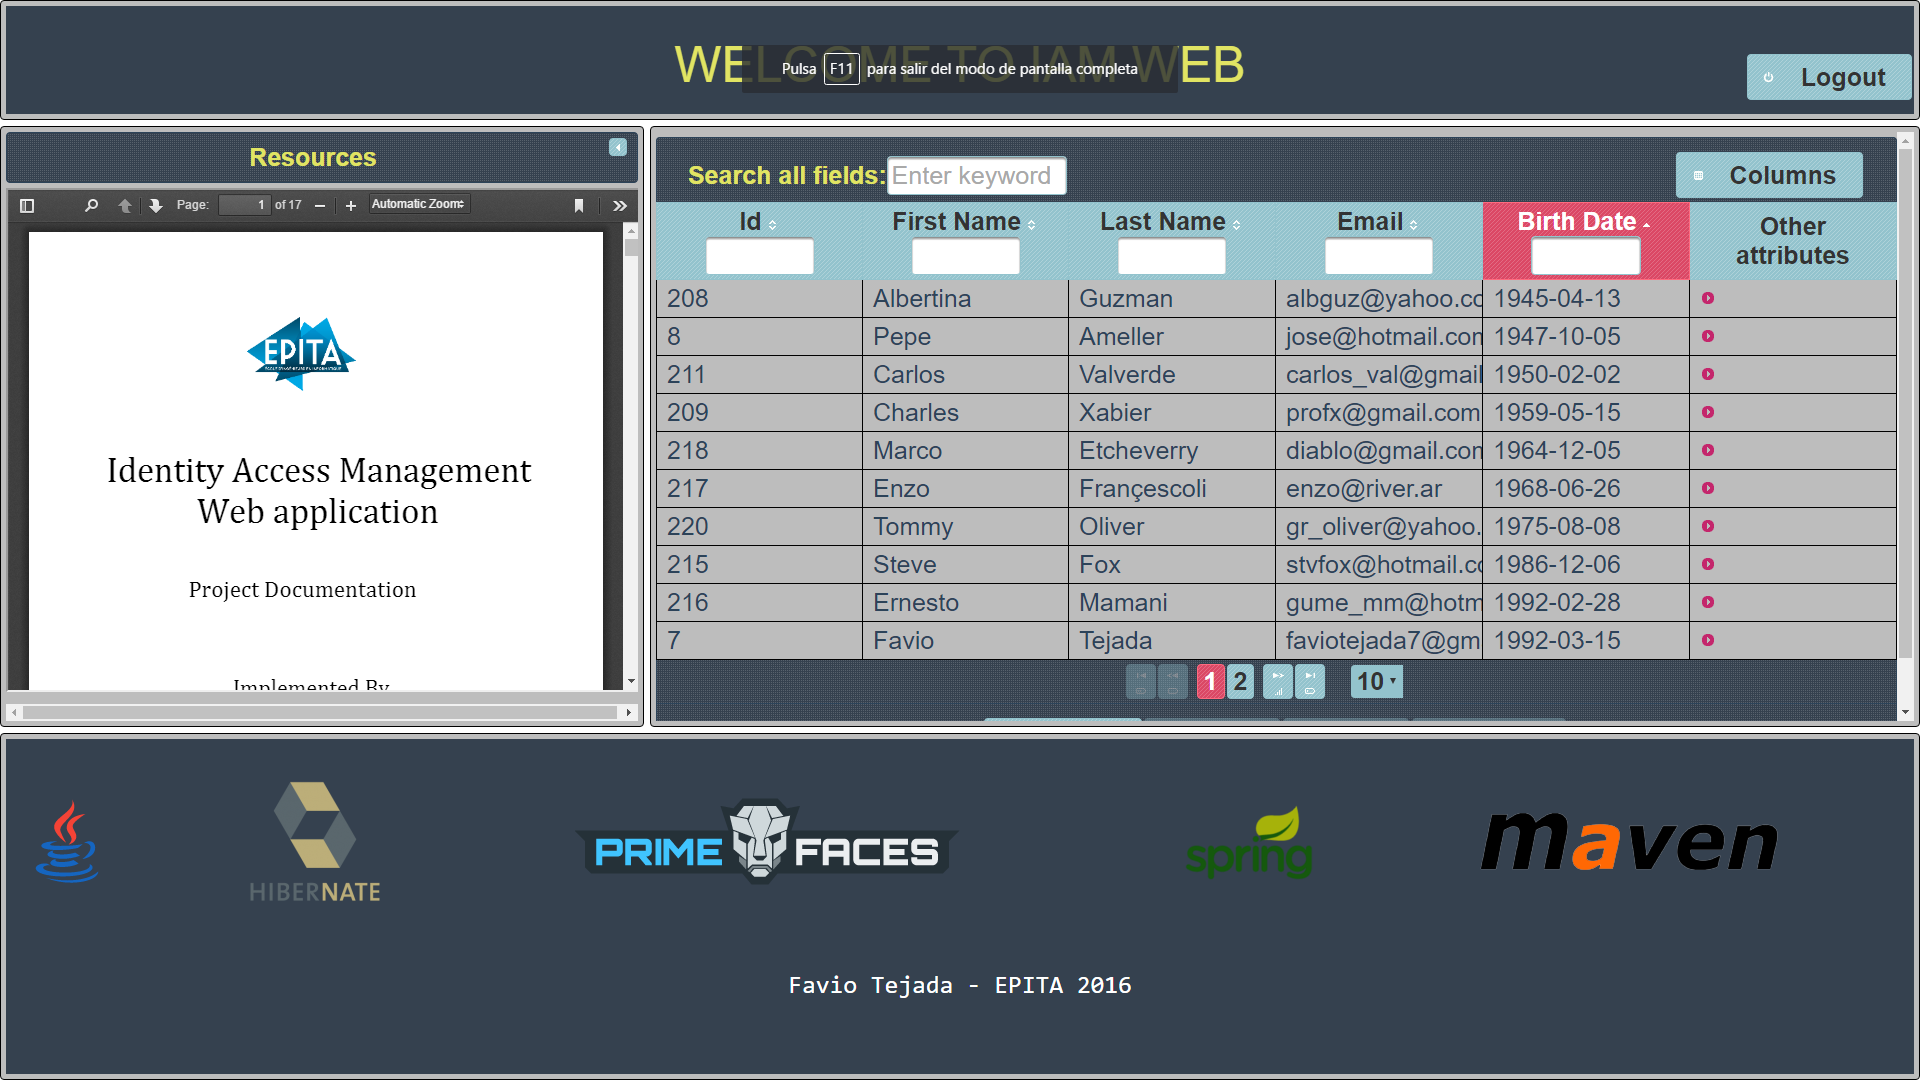 WELCOME TO IAM WEB
Pulsa F11 para salir del modo de pantalla completa
Logout
Resources
Page: 1 of 17 Automatic Zoom
EPITA
Identity Access Management
Web application
Project Documentation
Implemented By
Search all fields: Enter keyword
Columns
Id First Name Last Name Email Birth Date Other attributes
208 Albertina Guzman albguz@yahoo.co 1945-04-13
8 Pepe Ameller jose@hotmail.com 1947-10-05
211 Carlos Valverde carlos_val@gmail 1950-02-02
209 Charles Xabier profx@gmail.com 1959-05-15
218 Marco Etcheverry diablo@gmail.com 1964-12-05
217 Enzo Françescoli enzo@river.ar 1968-06-26
220 Tommy Oliver gr_oliver@yahoo. 1975-08-08
215 Steve Fox stvfox@hotmail.co 1986-12-06
216 Ernesto Mamani gume_mm@hotm 1992-02-28
7 Favio Tejada faviotejada7@gm 1992-03-15
1 2 10
HIBERNATE
PRIME FACES
spring
maven
Favio Tejada - EPITA 2016